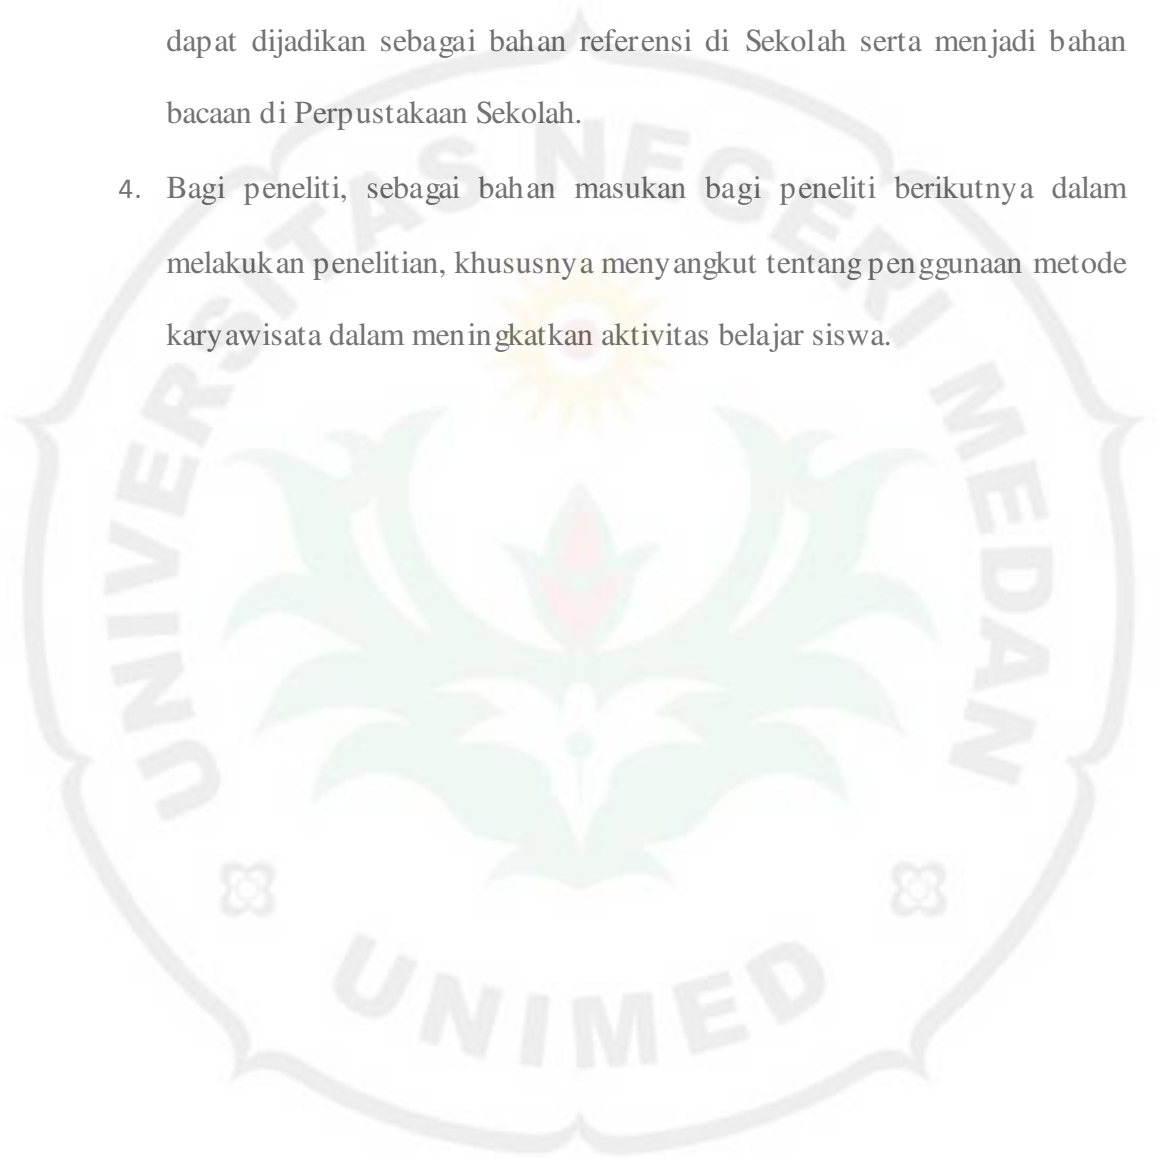 dapat dijadikan sebagai bahan referensi di Sekolah serta menjadi bahan
bacaan di Perpustakaan Sekolah.
4. Bagi peneliti, sebagai bahan masukan bagi peneliti berikutnya dalam
melakukan penelitian, khususnya menyangkut tentang penggunaan metode
karyawisata dalam meningkatkan aktivitas belajar siswa.
UNIVERSITAS NEGERI MEDAN
UNIMED